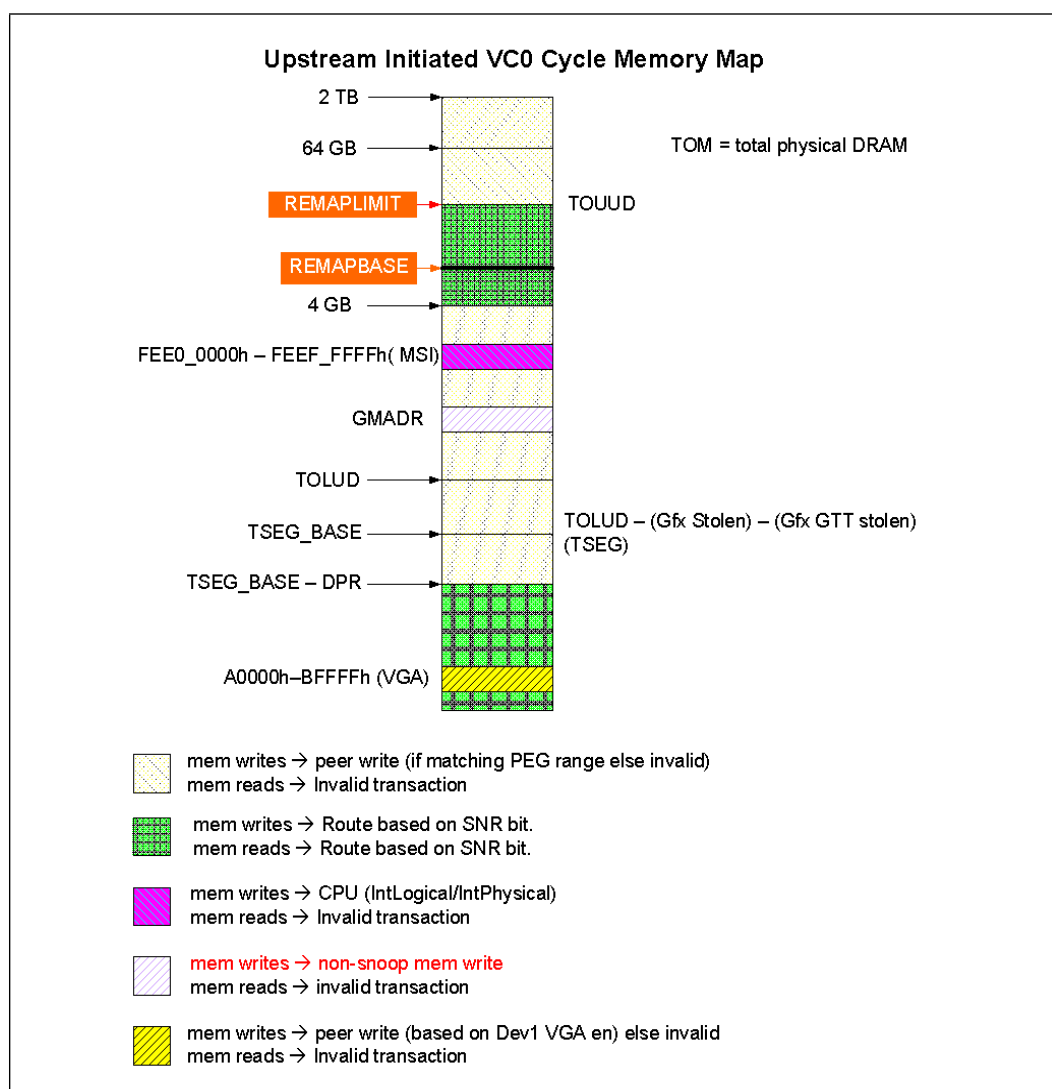 Upstream Initiated VC0 Cycle Memory Map
2 TB
64 GB
TOM = total physical DRAM
REMAPLIMIT
TOUUD
REMAPBASE
4 GB
FEE0_0000h – FEEF_FFFFh( MSI)
GMADR
TOLUD
TSEG_BASE
TOLUD – (Gfx Stolen) – (Gfx GTT stolen)
(TSEG)
TSEG_BASE – DPR
A0000h–BFFFFh (VGA)
mem writes → peer write (if matching PEG range else invalid)
mem reads → Invalid transaction
mem writes → Route based on SNR bit.
mem reads → Route based on SNR bit.
mem writes → CPU (IntLogical/IntPhysical)
mem reads → Invalid transaction
mem writes → non-snoop mem write
mem reads → invalid transaction
mem writes → peer write (based on Dev1 VGA en) else invalid
mem reads → Invalid transaction